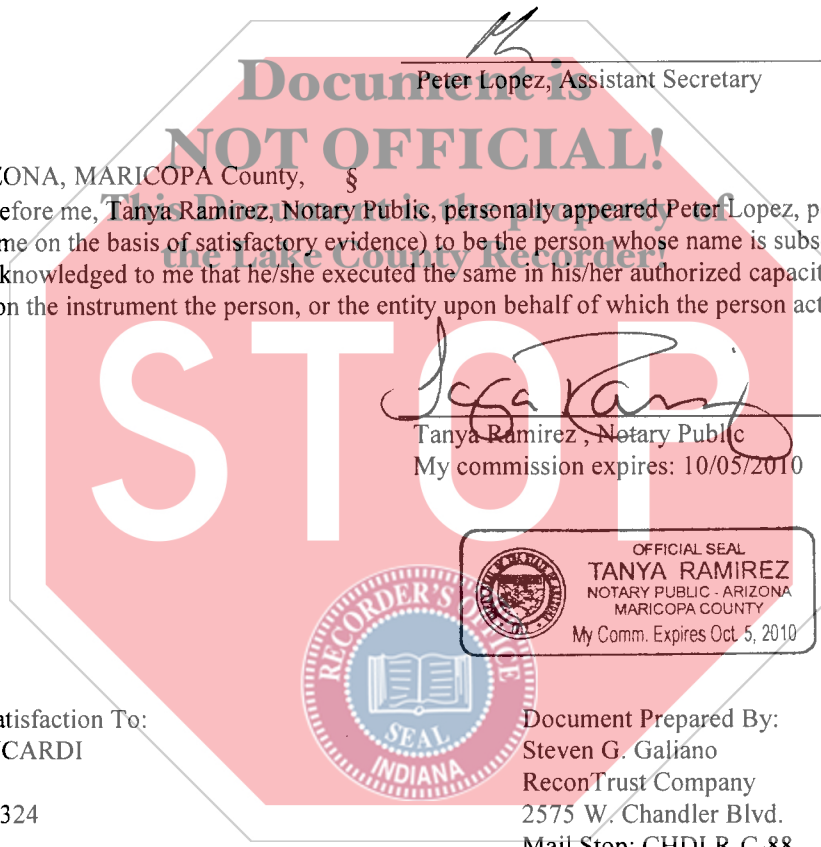 Peter Lopez, Assistant Secretary
Document is
NOT OFFICIAL!
This Document is the property of
the Lake County Recorder!
ZONA, MARICOPA County, §
efore me, Tanya Ramirez, Notary Public, personally appeared Peter Lopez, p
me on the basis of satisfactory evidence) to be the person whose name is subs
knowledged to me that he/she executed the same in his/her authorized capacit
on the instrument the person, or the entity upon behalf of which the person act
STOP
Tanya Ramirez , Notary Public
My commission expires: 10/05/2010
OFFICIAL SEAL
TANYA RAMIREZ
NOTARY PUBLIC - ARIZONA
MARICOPA COUNTY
My Comm. Expires Oct. 5, 2010
RECORDER'S OFFICE
SEAL
INDIANA
atisfaction To:
CARDI
324
Document Prepared By:
Steven G. Galiano
ReconTrust Company
2575 W. Chandler Blvd.
Mail Stop: CHDLR-C-88